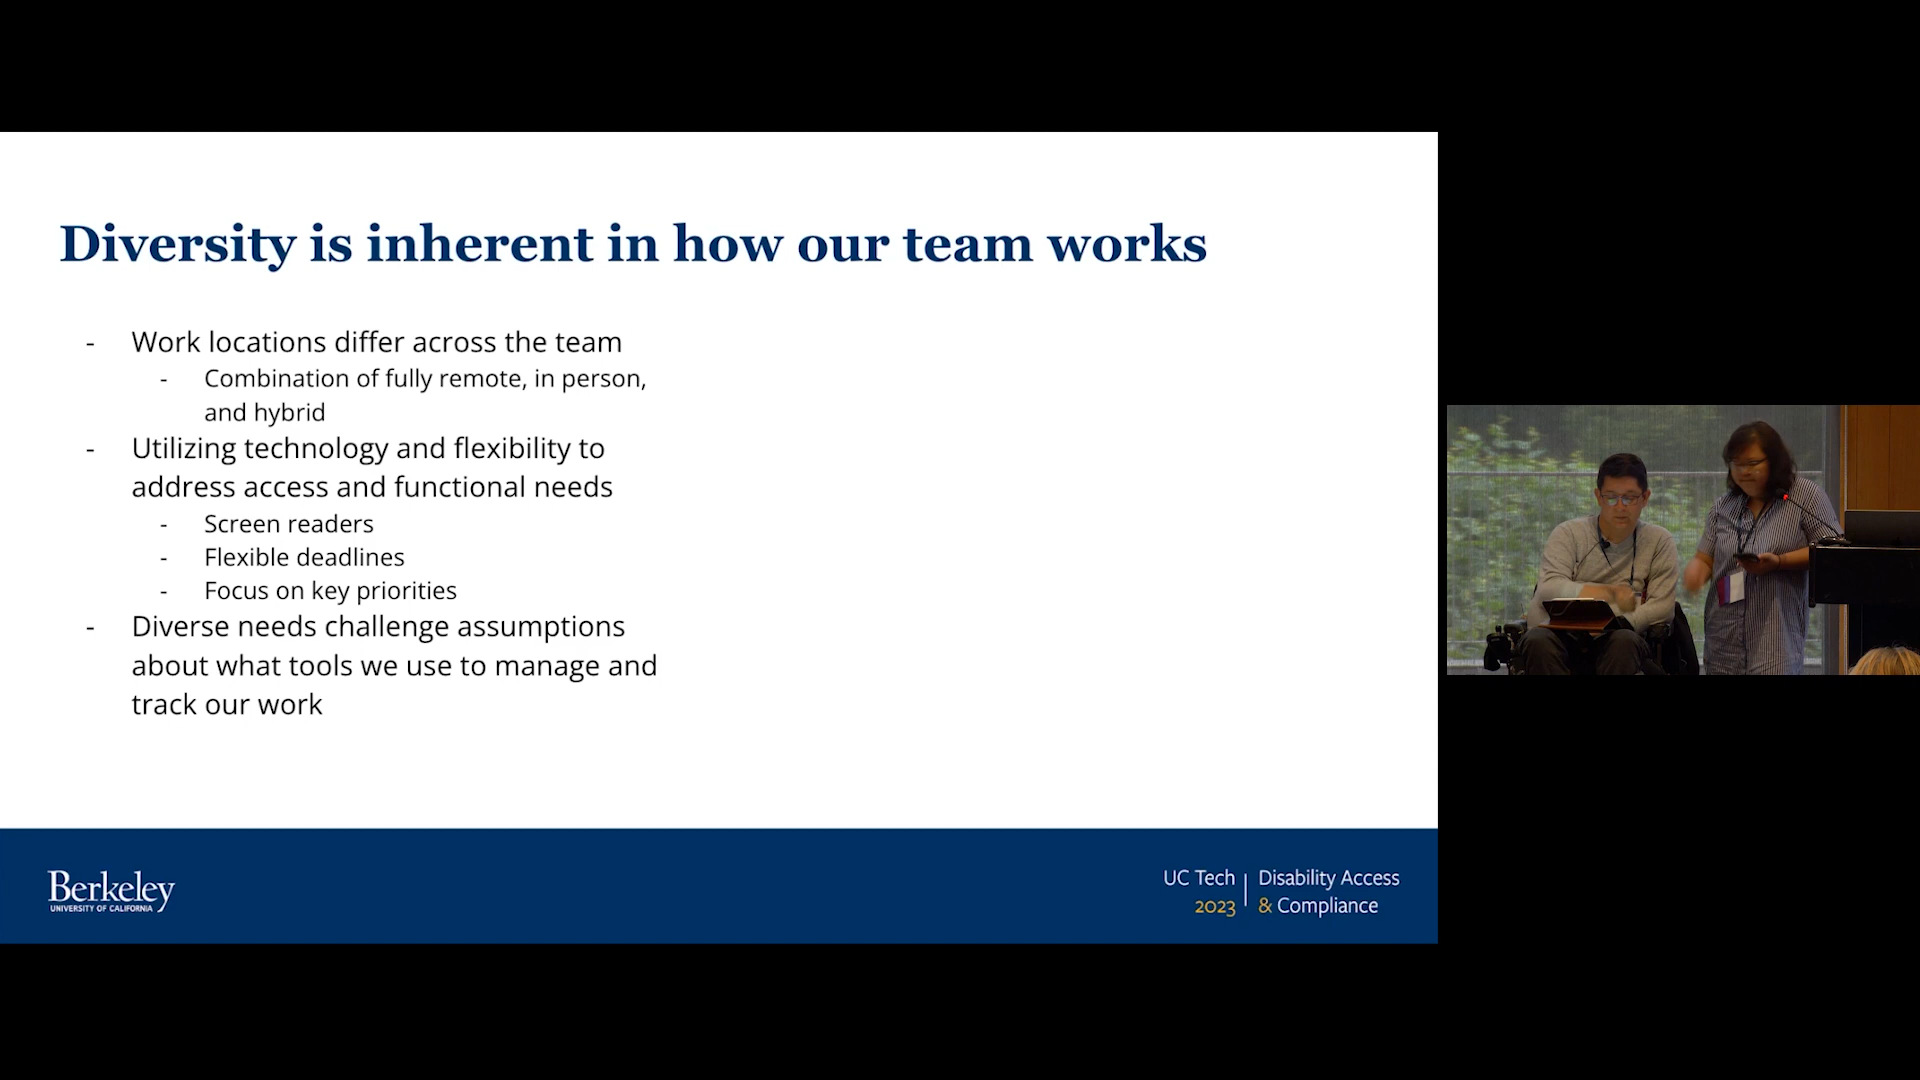 Diversity is inherent in how our team works
- Work locations differ across the team
- Combination of fully remote, in person,
and hybrid
- Utilizing technology and flexibility to
address access and functional needs
- Screen readers
- Flexible deadlines
- Focus on key priorities
- Diverse needs challenge assumptions
about what tools we use to manage and
track our work
Berkeley
UNIVERSITY OF CALIFORNIA
UC Tech
2023
Disability Access
& Compliance